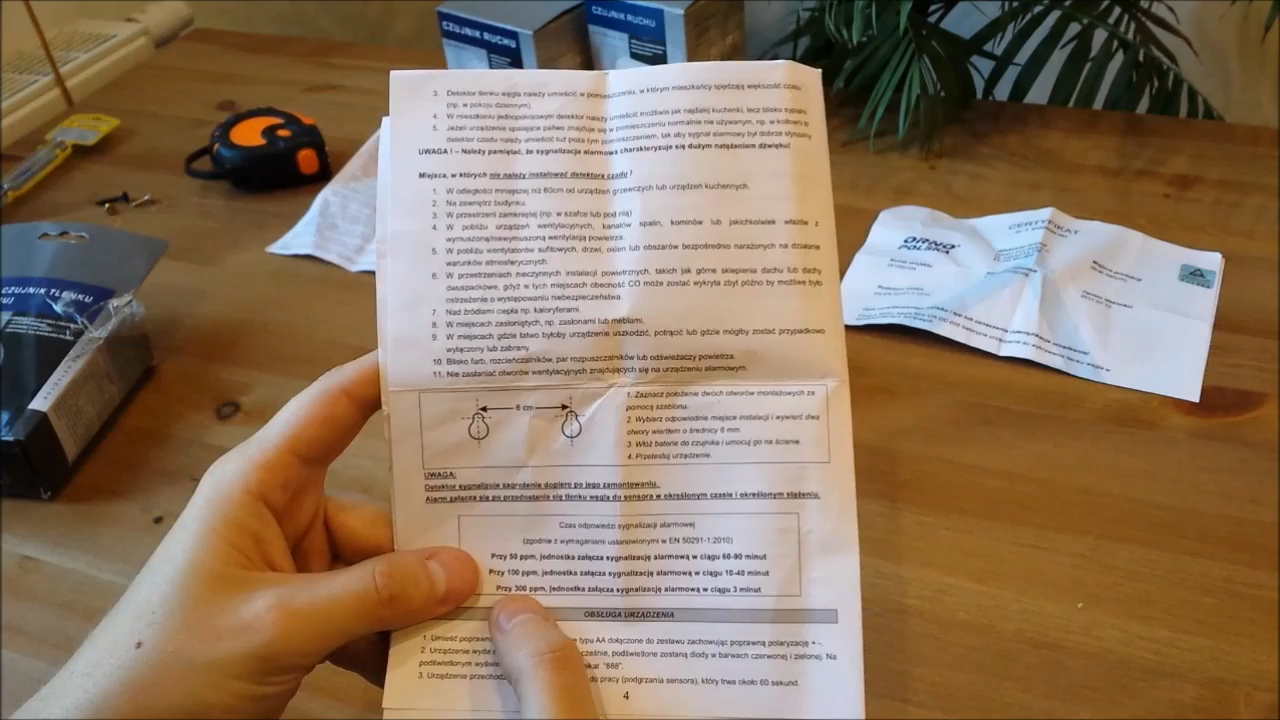 CZUJNIK RUCHU
CZUJNIK RUCHU
3. Detektor tlenku węgla należy umieścić w pomieszczeniu, w którym mieszkańcy spędzają większość czasu
(np. w pokoju dziennym).
4. W mieszkaniu jednopokojowym detektor należy umieścić możliwie jak najdalej kuchenki, lecz blisko sypialni.
5. Jeżeli urządzenie spalające paliwo znajduje się w pomieszczeniu normalnie nie używanym, np. w kotłowni to
detektor czadu należy umieścić tuż poza tym pomieszczeniem, tak aby sygnał alarmowy był dobrze słyszalny.
UWAGA! – Należy pamiętać, że sygnalizacja alarmowa charakteryzuje się dużym natężaniem dźwięku!
Miejsca, w których nie należy instalować detektora czadu!
1. W odległości mniejszej niż 60cm od urządzeń grzewczych lub urządzeń kuchennych.
2. Na zewnątrz budynku.
3. W przestrzeni zamkniętej (np. w szafce lub pod nią)
4. W pobliżu urządzeń wentylacyjnych, kanałów spalin, kominów lub jakichkolwiek włazów z
wymuszoną/niewymuszoną wentylacją powietrza.
5. W pobliżu wentylatorów sufitowych, drzwi, okien lub obszarów bezpośrednio narażonych na działanie
warunków atmosferycznych.
6. W przestrzeniach nieczynnych instalacji powietrznych, takich jak górne sklepienia dachu lub dachy
dwuspadkowe, gdyż w tych miejscach obecność CO może zostać wykryta zbyt późno by możliwe było
ostrzeżenie o występowaniu niebezpieczeństwa.
7. Nad źródłami ciepła np. kaloryferami.
8. W miejscach zasłoniętych, np. zasłonami lub meblami.
9. W miejscach gdzie łatwo byłoby urządzenie uszkodzić, potrącić lub gdzie mógłby zostać przypadkowo
wyłączony lub zabrany.
10. Blisko farb, rozcieńczalników, par rozpuszczalników lub odświeżaczy powietrza.
11. Nie zasłaniać otworów wentylacyjnych znajdujących się na urządzeniu alarmowym.
6 cm
1. Zaznacz położenie dwóch otworów montażowych za
pomocą szablonu.
2. Wybierz odpowiednie miejsce instalacji i wywierć dwa
otwory wiertłem o średnicy 6 mm.
3. Włóż baterie do czujnika i umocuj go na ścianie.
4. Przetestuj urządzenie.
UWAGA:
Detektor sygnalizuje zagrożenie dopiero po jego zamontowaniu.
Alarm załącza się po przedostaniu się tlenku węgla do sensora w określonym czasie i określonym stężeniu.
Czas odpowiedzi sygnalizacji alarmowej
(zgodnie z wymaganiami ustanowionymi w EN 50291-1:2010)
Przy 50 ppm, jednostka załącza sygnalizację alarmową w ciągu 60-90 minut
Przy 100 ppm, jednostka załącza sygnalizację alarmową w ciągu 10-40 minut
Przy 300 ppm, jednostka załącza sygnalizację alarmową w ciągu 3 minut
OBSŁUGA URZĄDZENIA
1. Umieść poprawn e typu AA dołączone do zestawu zachowując poprawną polaryzację + -.
2. Urządzenie wyda s cześnie, podświetlone zostaną diody w barwach czerwonej i zielonej. Na
podświetlonym wyświe nikat "888".
3. Urządzenie przechod do pracy (podgrzania sensora), który trwa około 60 sekund.
4
CZUJNIK TLENKU
ORNO
POLSKA
CERTYFIKAT